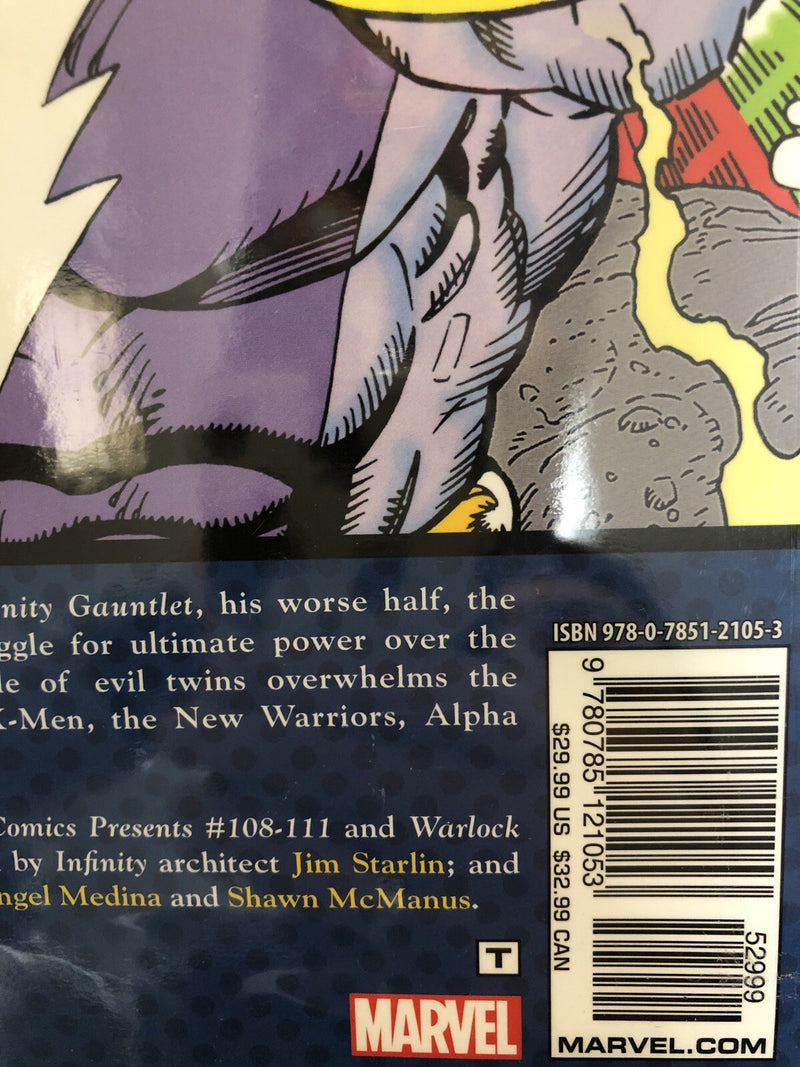 nity Gauntlet, his worse half, the
ggle for ultimate power over the
le of evil twins overwhelms the
X-Men, the New Warriors, Alpha
Comics Presents #108-111 and Warlock
by Infinity architect Jim Starlin; and
ngel Medina and Shawn McManus.
T
MARVEL
ISBN 978-0-7851-2105-3
9 780785 121053
$29.99 US $32.99 CAN
52999
MARVEL.COM